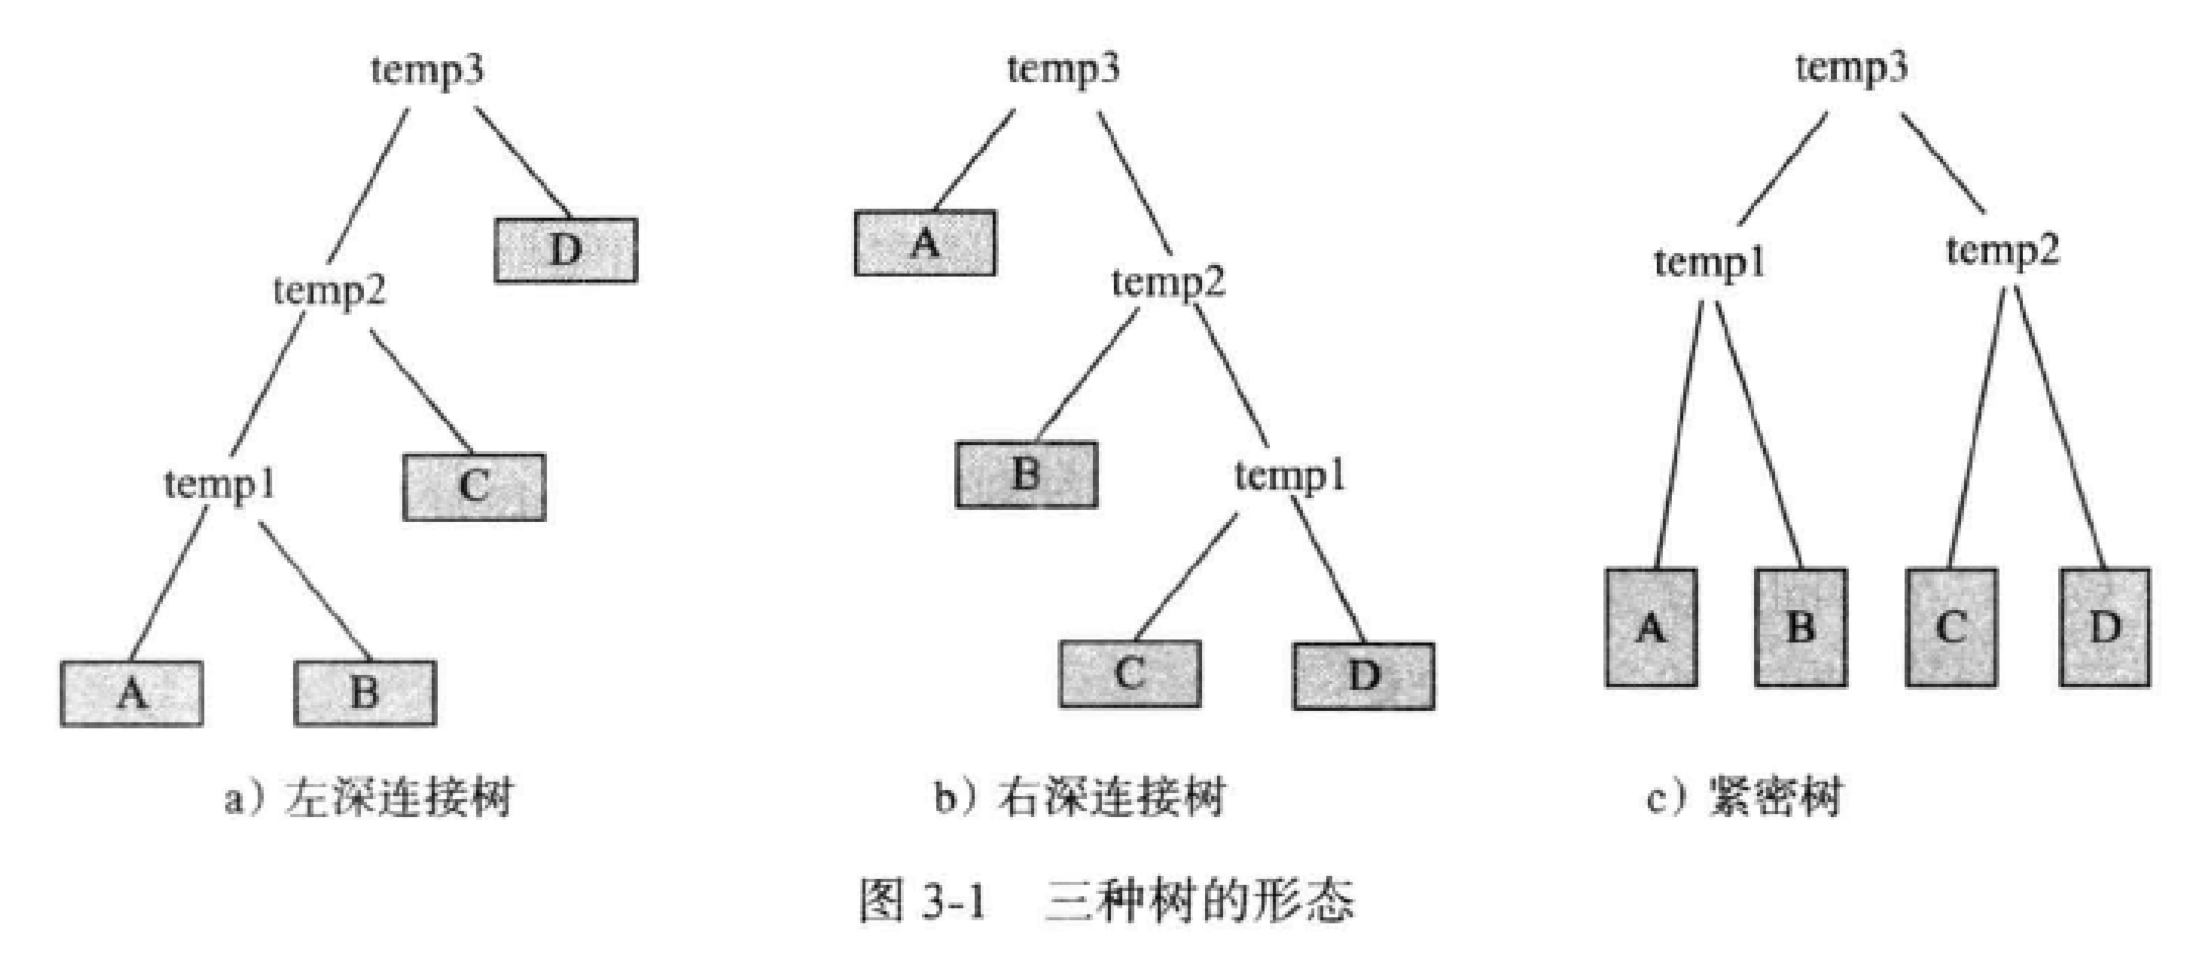 temp3
D
temp2
C
temp1
A
B
a）左深连接树
temp3
A
temp2
B
temp1
C
D
b）右深连接树
temp3
temp1
temp2
A
B
C
D
c）紧密树
图 3-1 三种树的形态